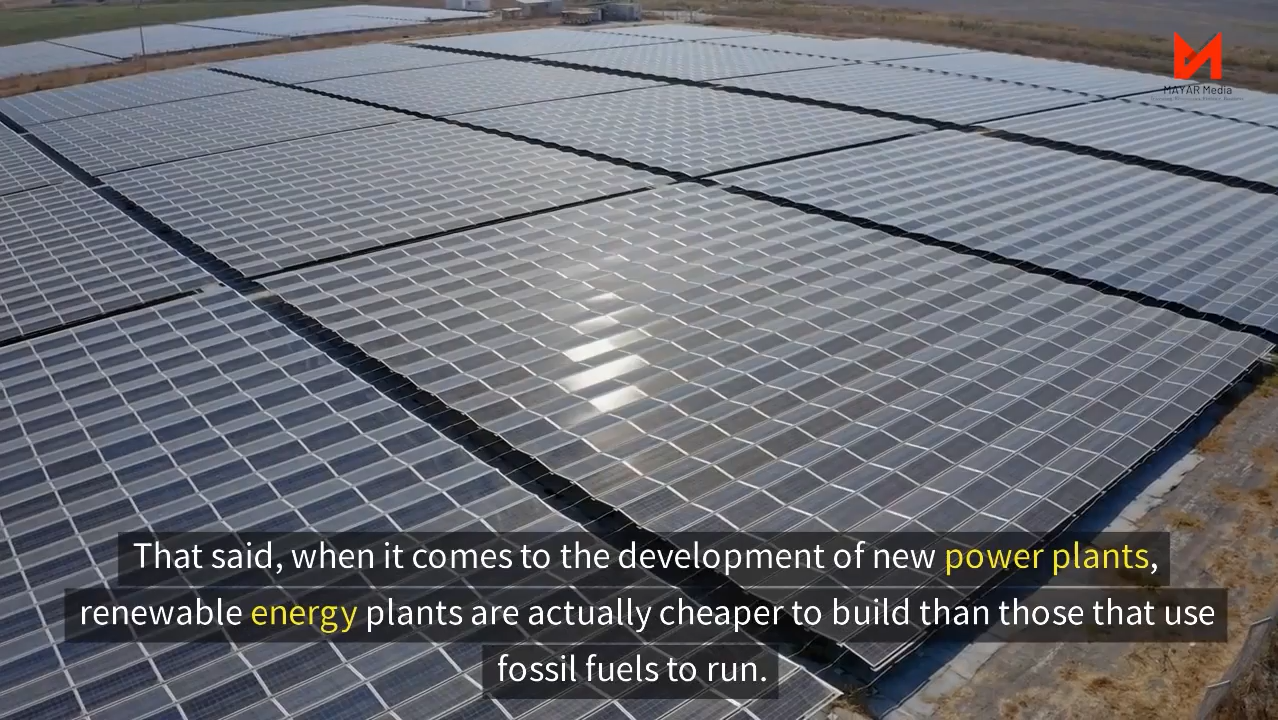 MAYAR Media
That said, when it comes to the development of new power plants,
renewable energy plants are actually cheaper to build than those that use
fossil fuels to run.